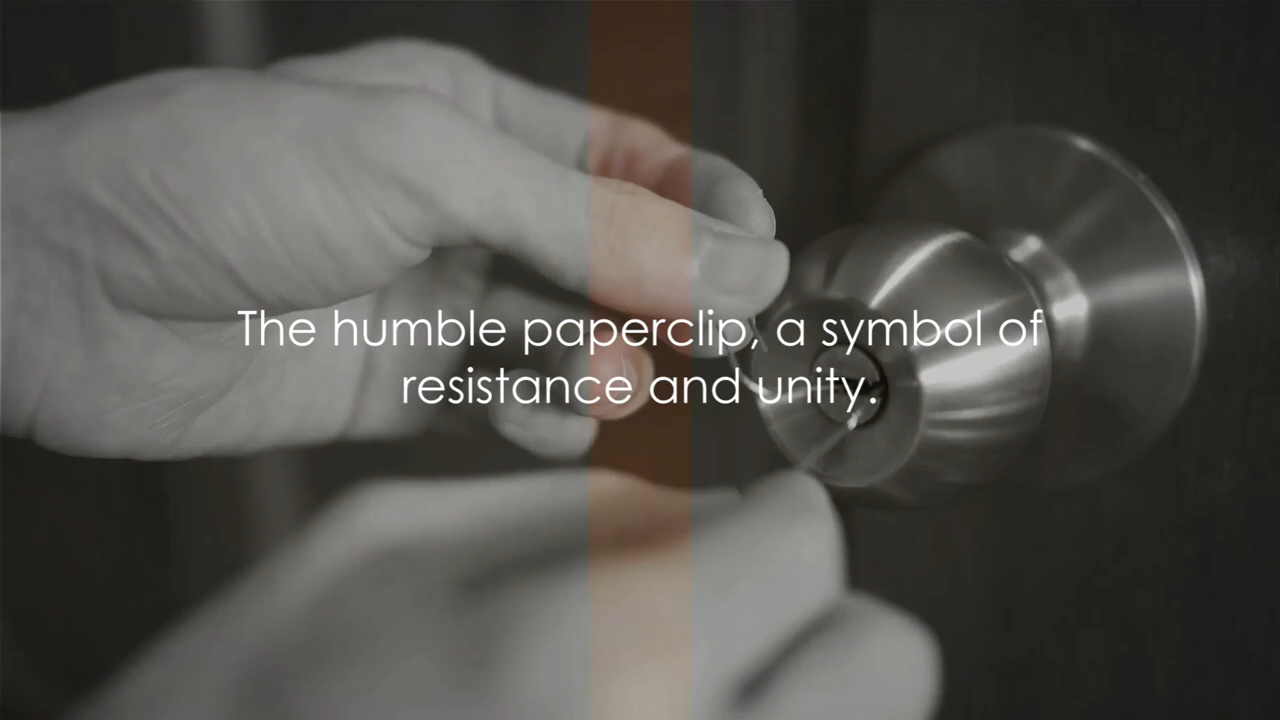 The humble paperclip, a symbol of
resistance and unity.